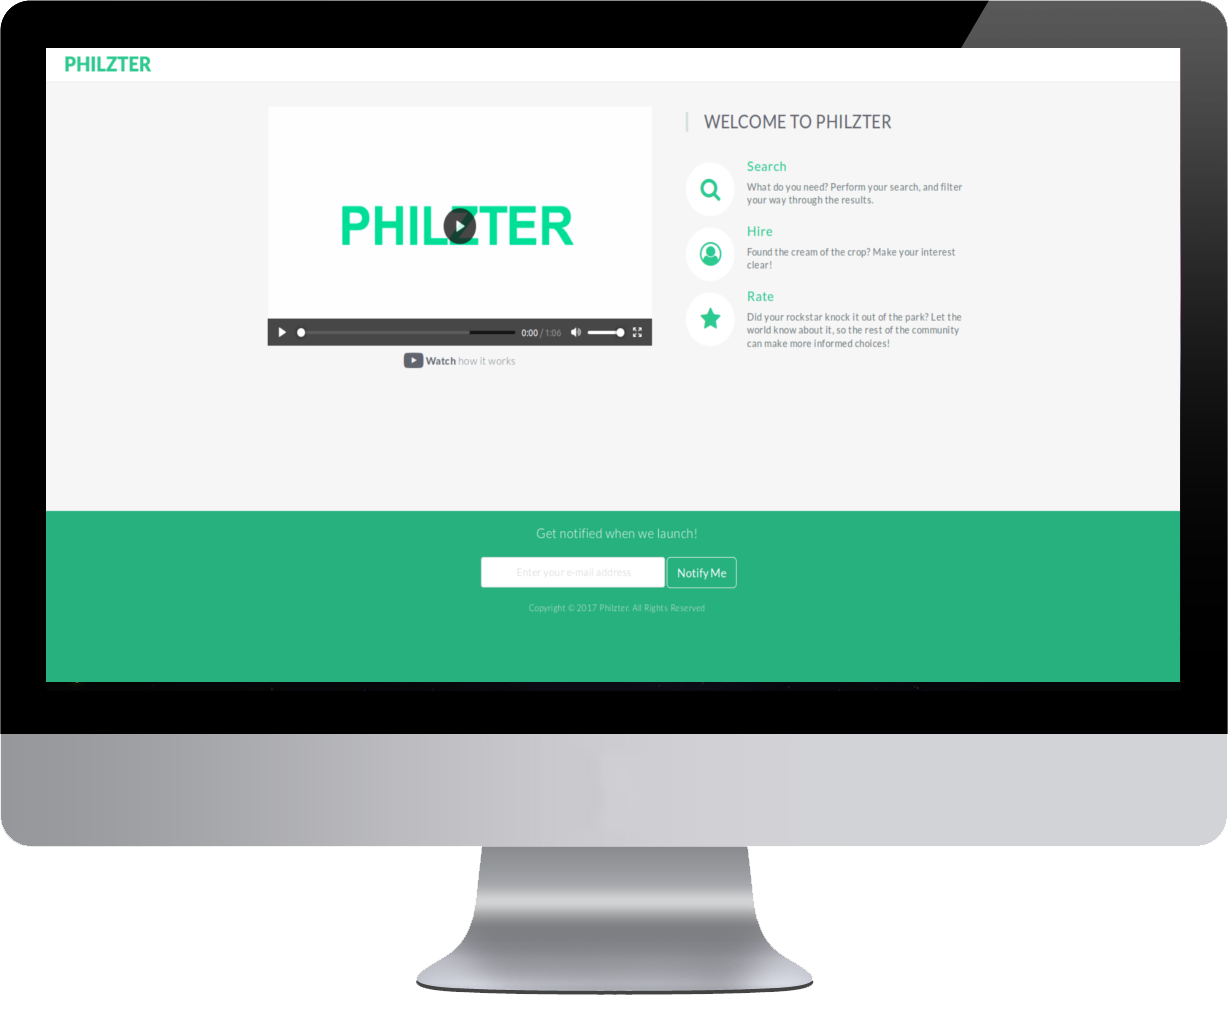 PHILZTER
PHILZTER
0:00 / 1:06
Watch how it works
WELCOME TO PHILZTER
Search
What do you need? Perform your search, and filter
your way through the results.
Hire
Found the cream of the crop? Make your interest
clear!
Rate
Did your rockstar knock it out of the park? Let the
world know about it, so the rest of the community
can make more informed choices!
Get notified when we launch!
Enter your e-mail address
Notify Me
Copyright © 2017 Philzter. All Rights Reserved